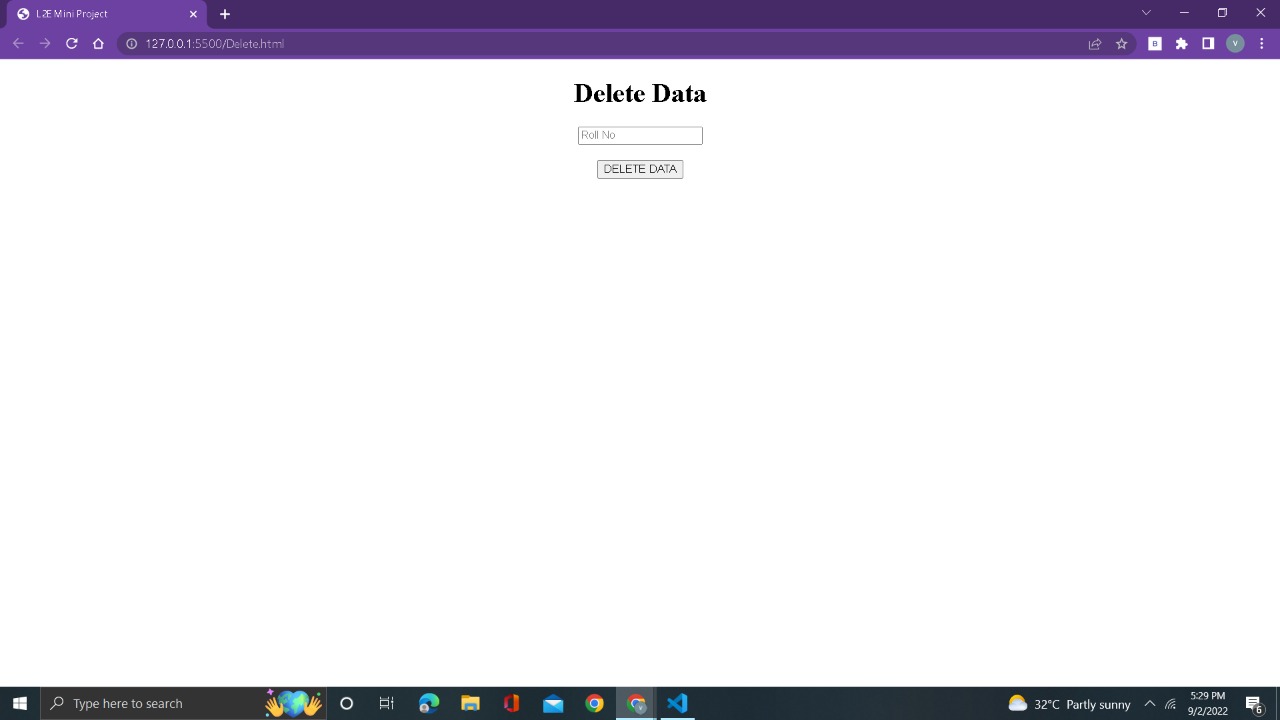 L2E Mini Project
127.0.0.1:5500/Delete.html
B
V
Delete Data
Roll No
DELETE DATA
Type here to search
32°C Partly sunny
5:29 PM
9/2/2022
6